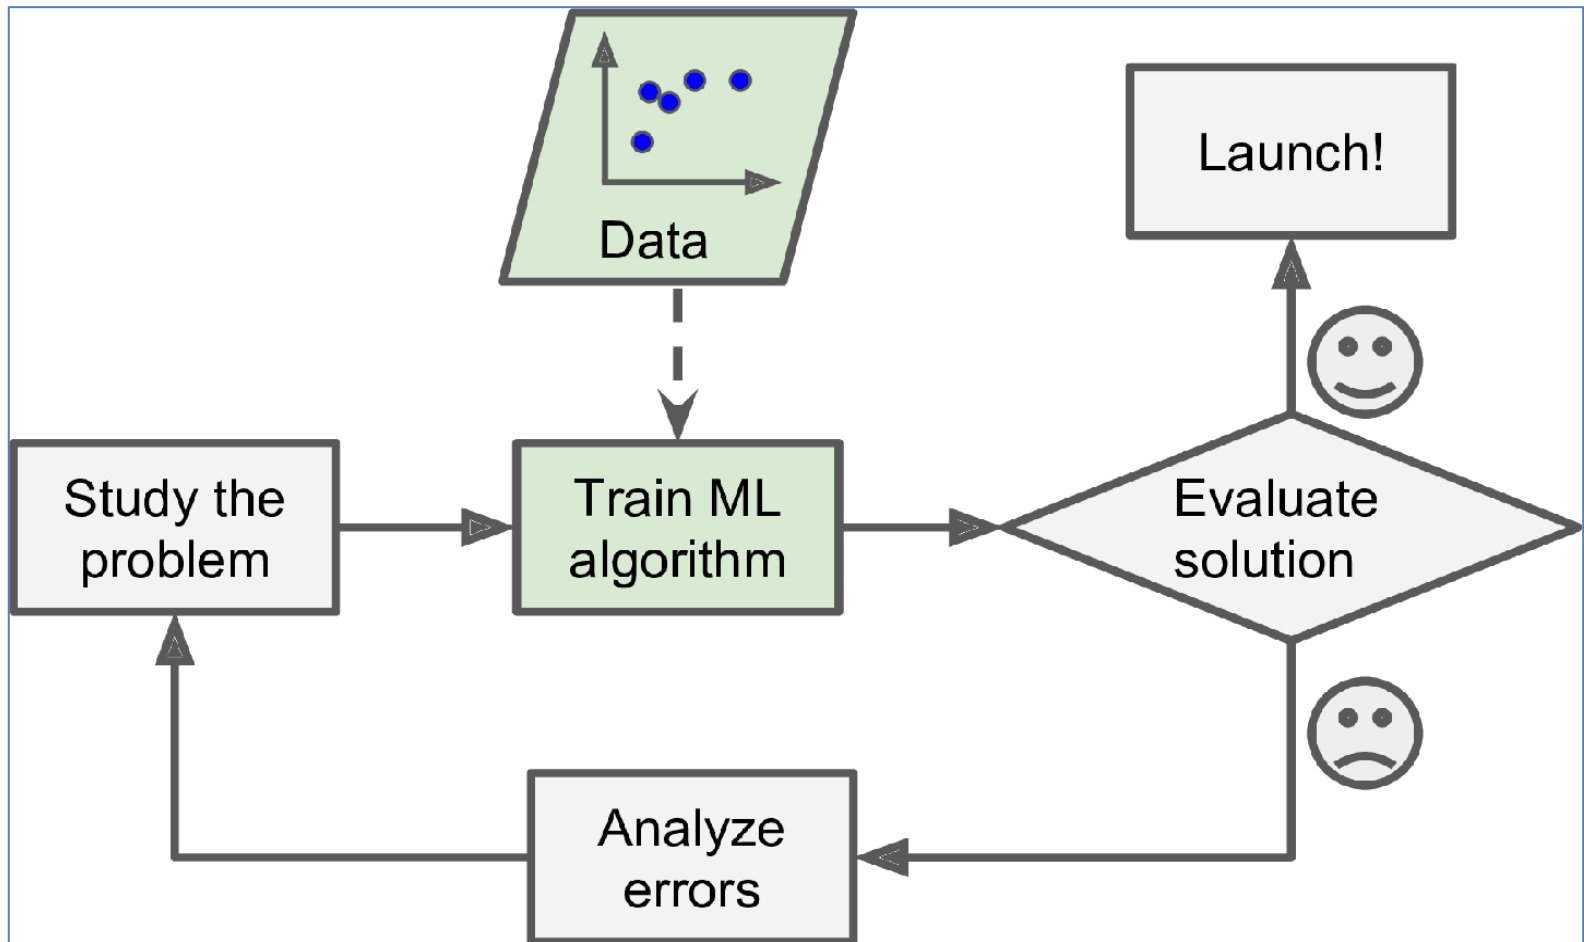 Data
Launch!
Study the
problem
Train ML
algorithm
Evaluate
solution
Analyze
errors